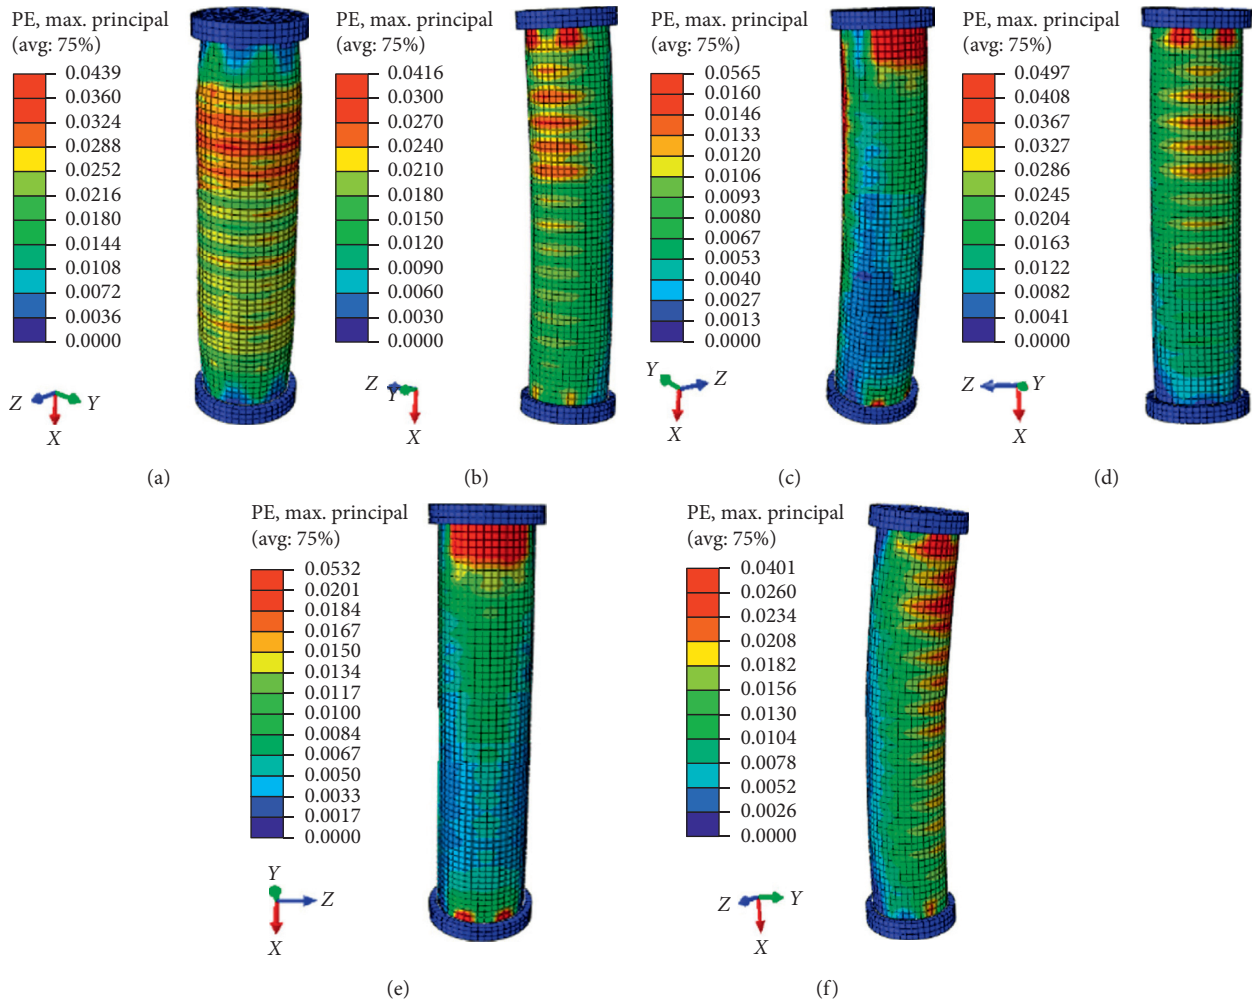 PE, max. principal
(avg: 75%)
0.0439
0.0360
0.0324
0.0288
0.0252
0.0216
0.0180
0.0144
0.0108
0.0072
0.0036
0.0000
Z
Y
X
(a)
PE, max. principal
(avg: 75%)
0.0416
0.0300
0.0270
0.0240
0.0210
0.0180
0.0150
0.0120
0.0090
0.0060
0.0030
0.0000
Z
Y
X
(b)
PE, max. principal
(avg: 75%)
0.0565
0.0160
0.0146
0.0133
0.0120
0.0106
0.0093
0.0080
0.0067
0.0053
0.0040
0.0027
0.0013
0.0000
Y
Z
X
(c)
PE, max. principal
(avg: 75%)
0.0497
0.0408
0.0367
0.0327
0.0286
0.0245
0.0204
0.0163
0.0122
0.0082
0.0041
0.0000
Z
Y
X
(d)
PE, max. principal
(avg: 75%)
0.0532
0.0201
0.0184
0.0167
0.0150
0.0134
0.0117
0.0100
0.0084
0.0067
0.0050
0.0033
0.0017
0.0000
Y
Z
X
(e)
PE, max. principal
(avg: 75%)
0.0401
0.0260
0.0234
0.0208
0.0182
0.0156
0.0130
0.0104
0.0078
0.0052
0.0026
0.0000
Z
Y
X
(f)